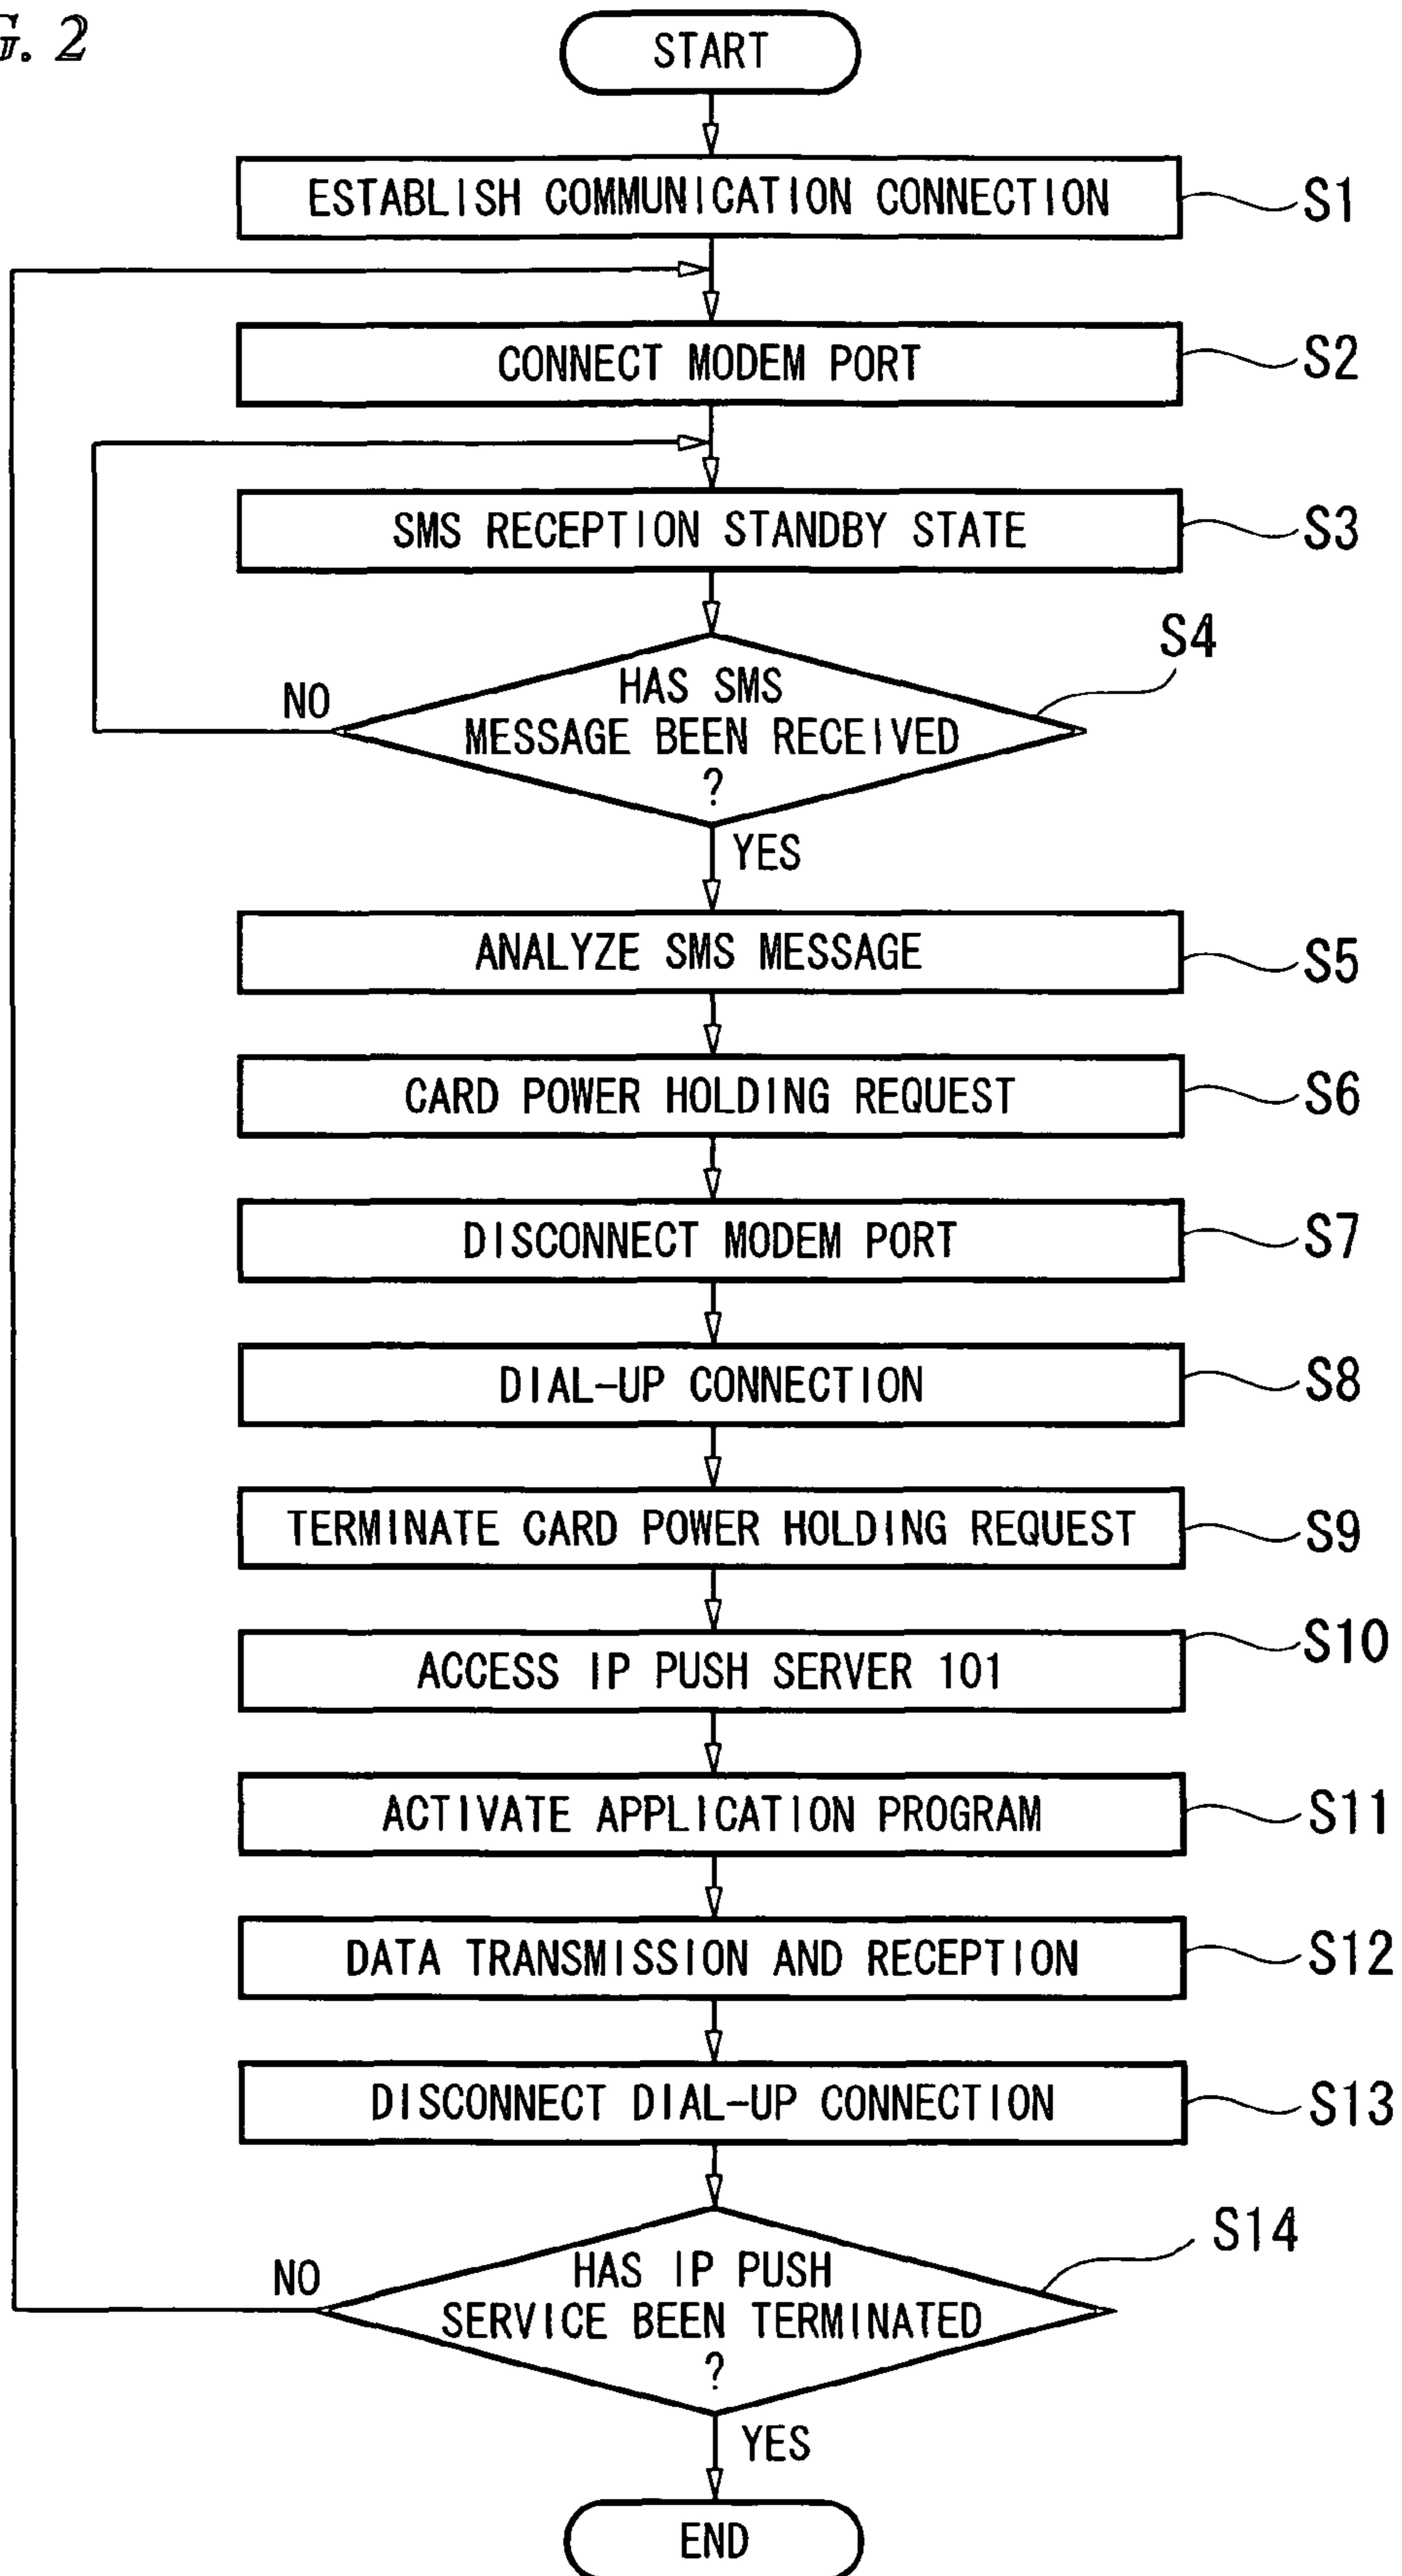 G. 2
START
ESTABLISH COMMUNICATION CONNECTION
S1
CONNECT MODEM PORT
S2
SMS RECEPTION STANDBY STATE
S3
S4
HAS SMS
NO
MESSAGE BEEN RECEIVED
?
YES
ANALYZE SMS MESSAGE
S5
CARD POWER HOLDING REQUEST
S6
DISCONNECT MODEM PORT
S7
DIAL-UP CONNECTION
S8
TERMINATE CARD POWER HOLDING REQUEST
S9
ACCESS IP PUSH SERVER 101
S10
ACTIVATE APPLICATION PROGRAM
S11
DATA TRANSMISSION AND RECEPTION
S12
DISCONNECT DIAL-UP CONNECTION
S13
S14
HAS IP PUSH
NO
SERVICE BEEN TERMINATED
?
YES
END